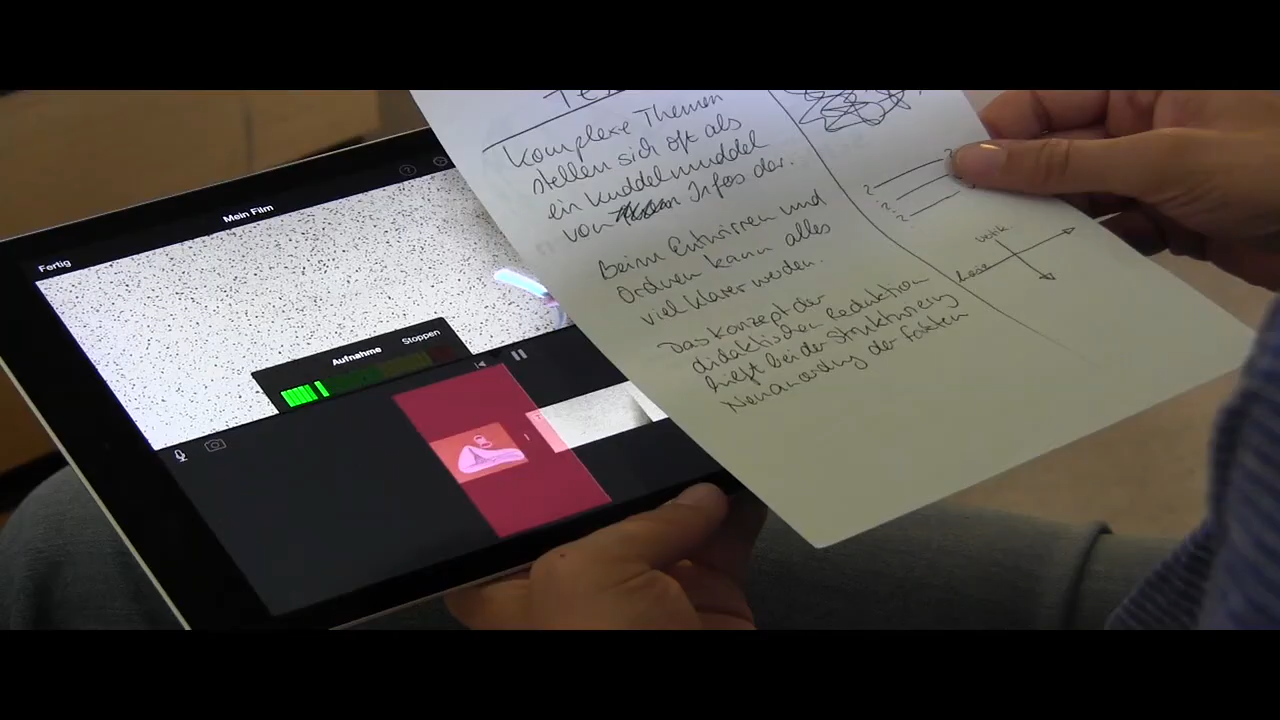 Mein Film
Fertig
Aufnahme
Stoppen
Te
Komplexe Themen
stellen sich oft als
ein Kuddelmuddel
von Infos dar.
Beim Entwirren und
Ordnen kann alles
viel klarer werden.
Das Konzept der
didaktischen Reduktion
hilft bei der Strukturierung
Neuanordnung der Fakten
?
?
?
?
?